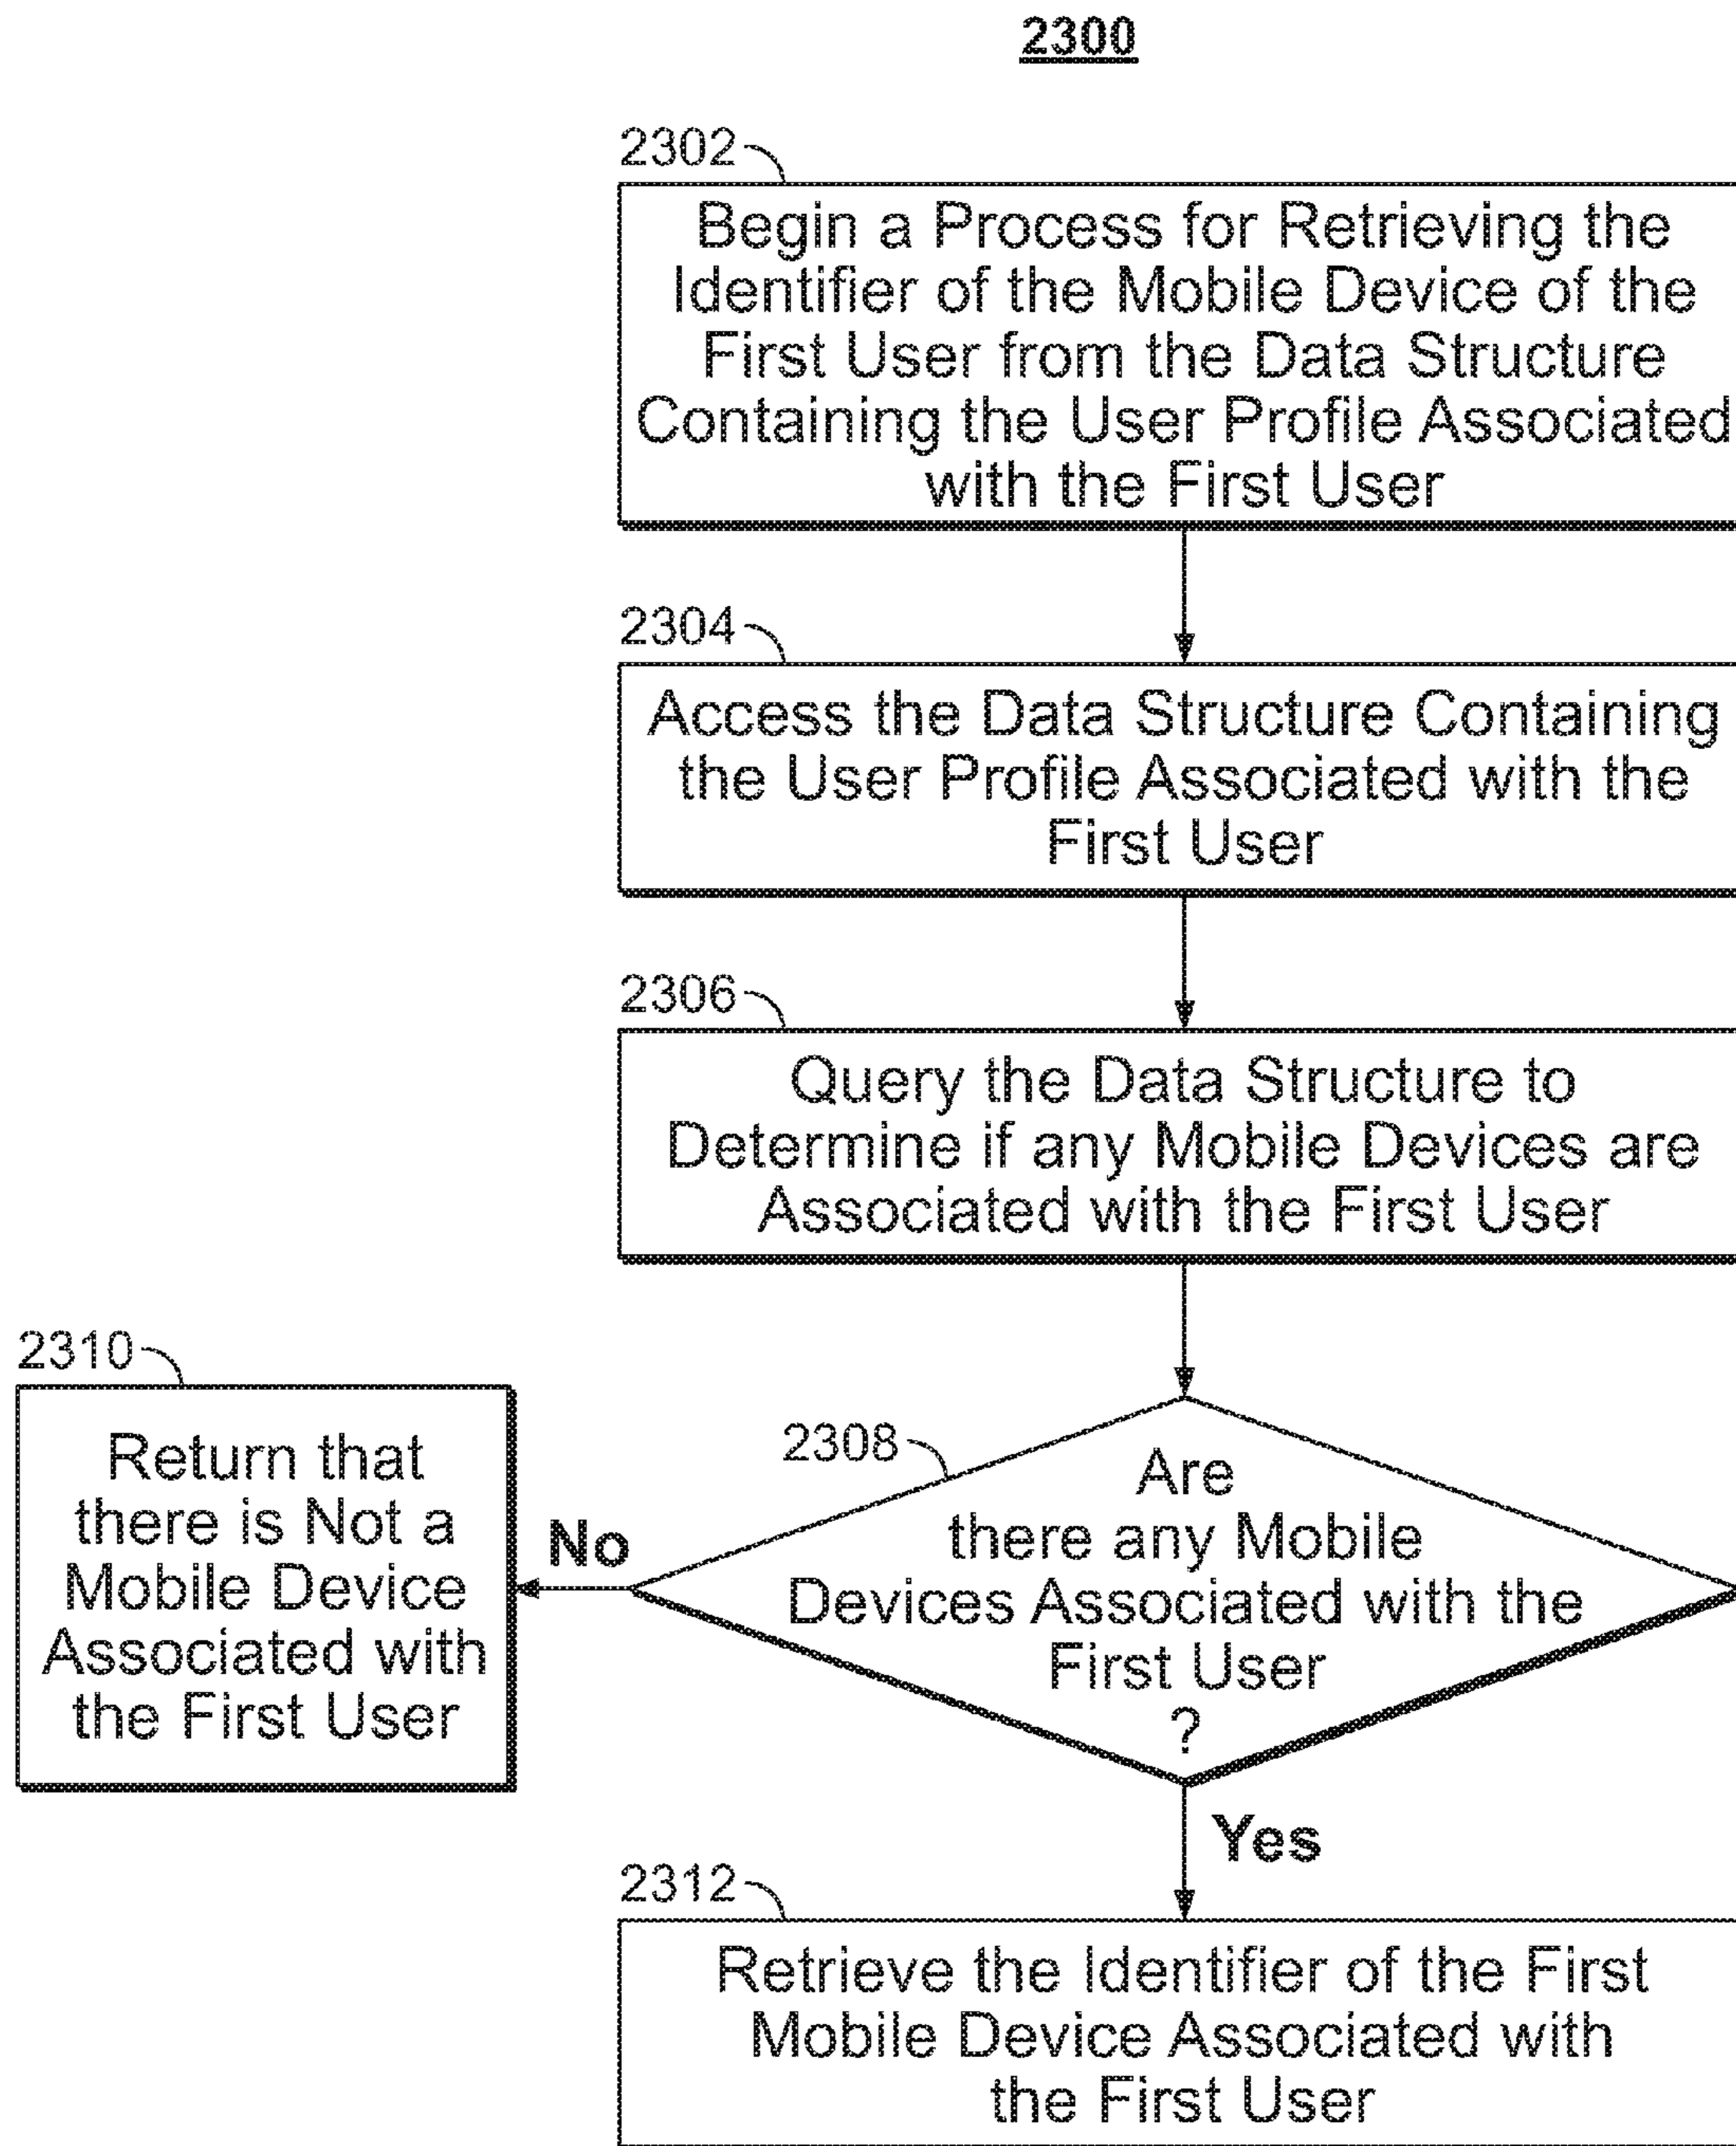 2300
2302
Begin a Process for Retrieving the
Identifier of the Mobile Device of the
First User from the Data Structure
Containing the User Profile Associated
with the First User
2304
Access the Data Structure Containing
the User Profile Associated with the
First User
2306
Query the Data Structure to
Determine if any Mobile Devices are
Associated with the First User
2308
Are
there any Mobile
Devices Associated with the
First User
?
No
2310
Return that
there is Not a
Mobile Device
Associated with
the First User
Yes
2312
Retrieve the Identifier of the First
Mobile Device Associated with
the First User